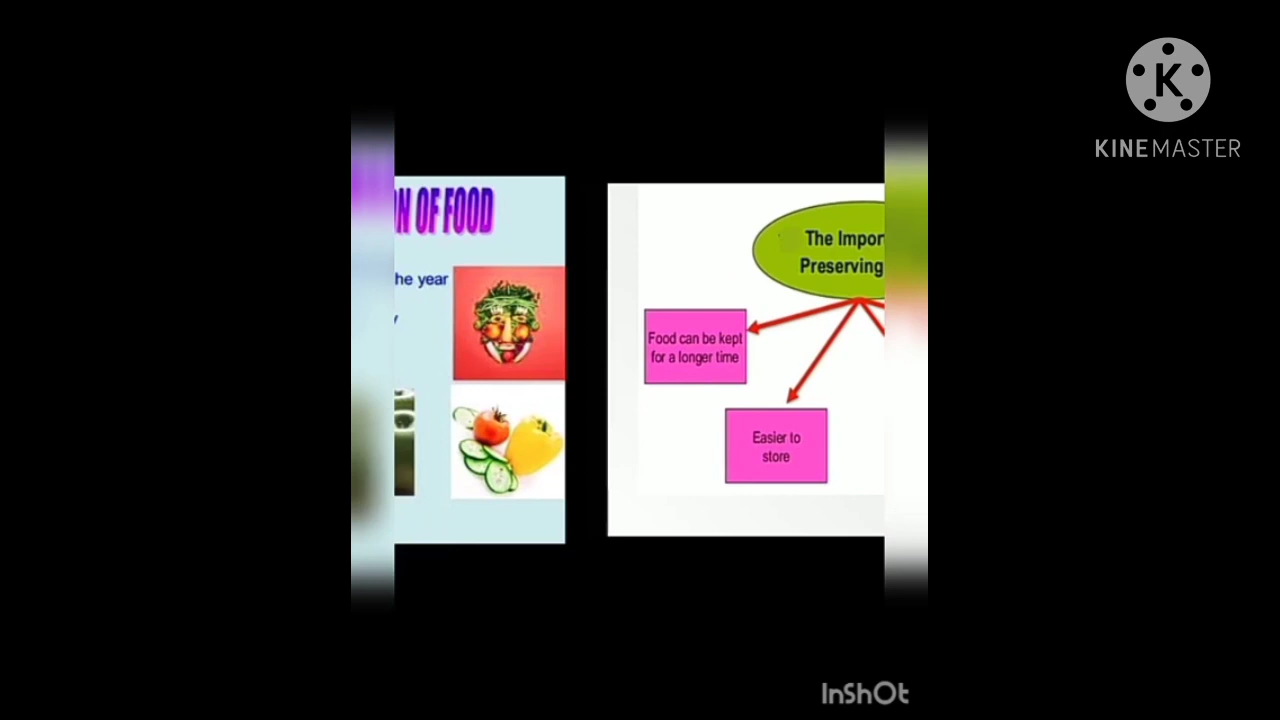 N OF FOOD
he year
The Impor
Preserving
Food can be kept
for a longer time
Easier to
store
K
KINEMASTER
InShOt